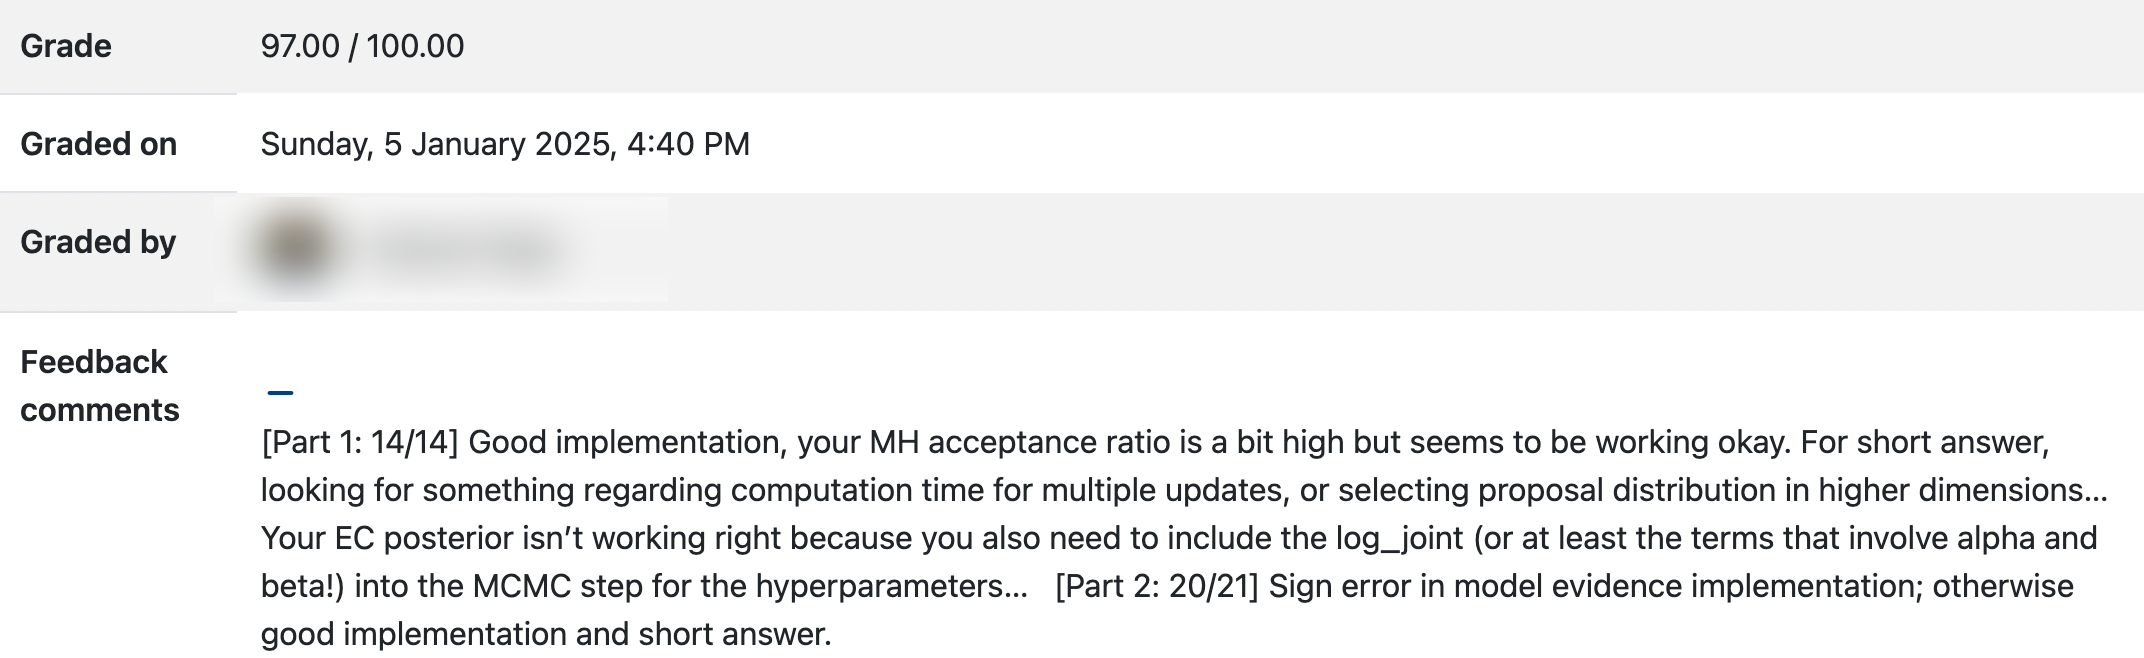 Grade 97.00 / 100.00
Graded on Sunday, 5 January 2025, 4:40 PM
Graded by
Feedback
comments
[Part 1: 14/14] Good implementation, your MH acceptance ratio is a bit high but seems to be working okay. For short answer,
looking for something regarding computation time for multiple updates, or selecting proposal distribution in higher dimensions...
Your EC posterior isn’t working right because you also need to include the log_joint (or at least the terms that involve alpha and
beta!) into the MCMC step for the hyperparameters... [Part 2: 20/21] Sign error in model evidence implementation; otherwise
good implementation and short answer.